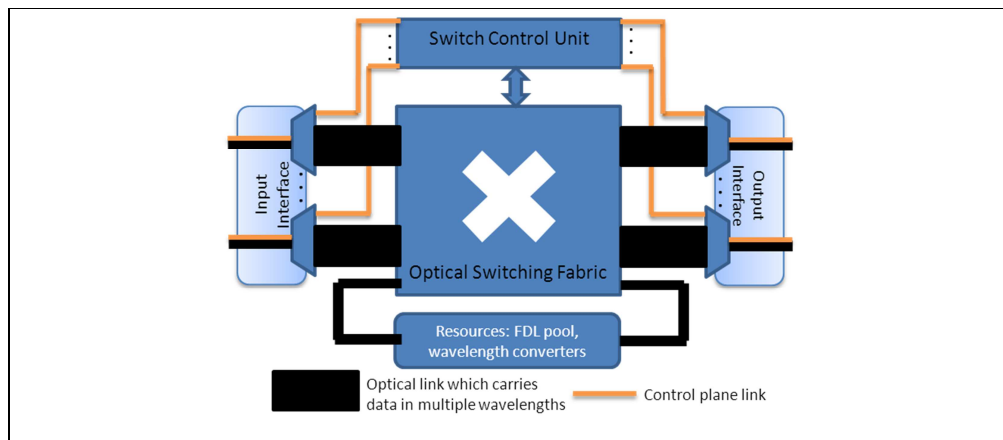 Switch Control Unit
Input
Interface
Output
Interface
Optical Switching Fabric
Resources: FDL pool,
wavelength converters
Optical link which carries
data in multiple wavelengths
Control plane link